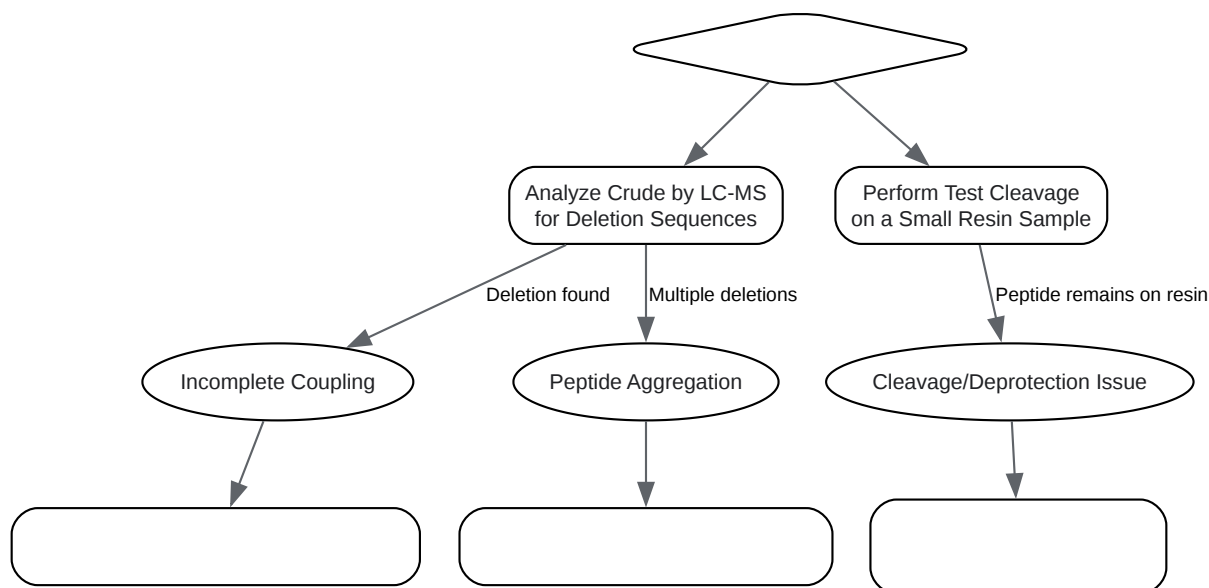 Analyze Crude by LC-MS
for Deletion Sequences
Perform Test Cleavage
on a Small Resin Sample
Deletion found
Multiple deletions
Peptide remains on resin
Incomplete Coupling
Peptide Aggregation
Cleavage/Deprotection Issue